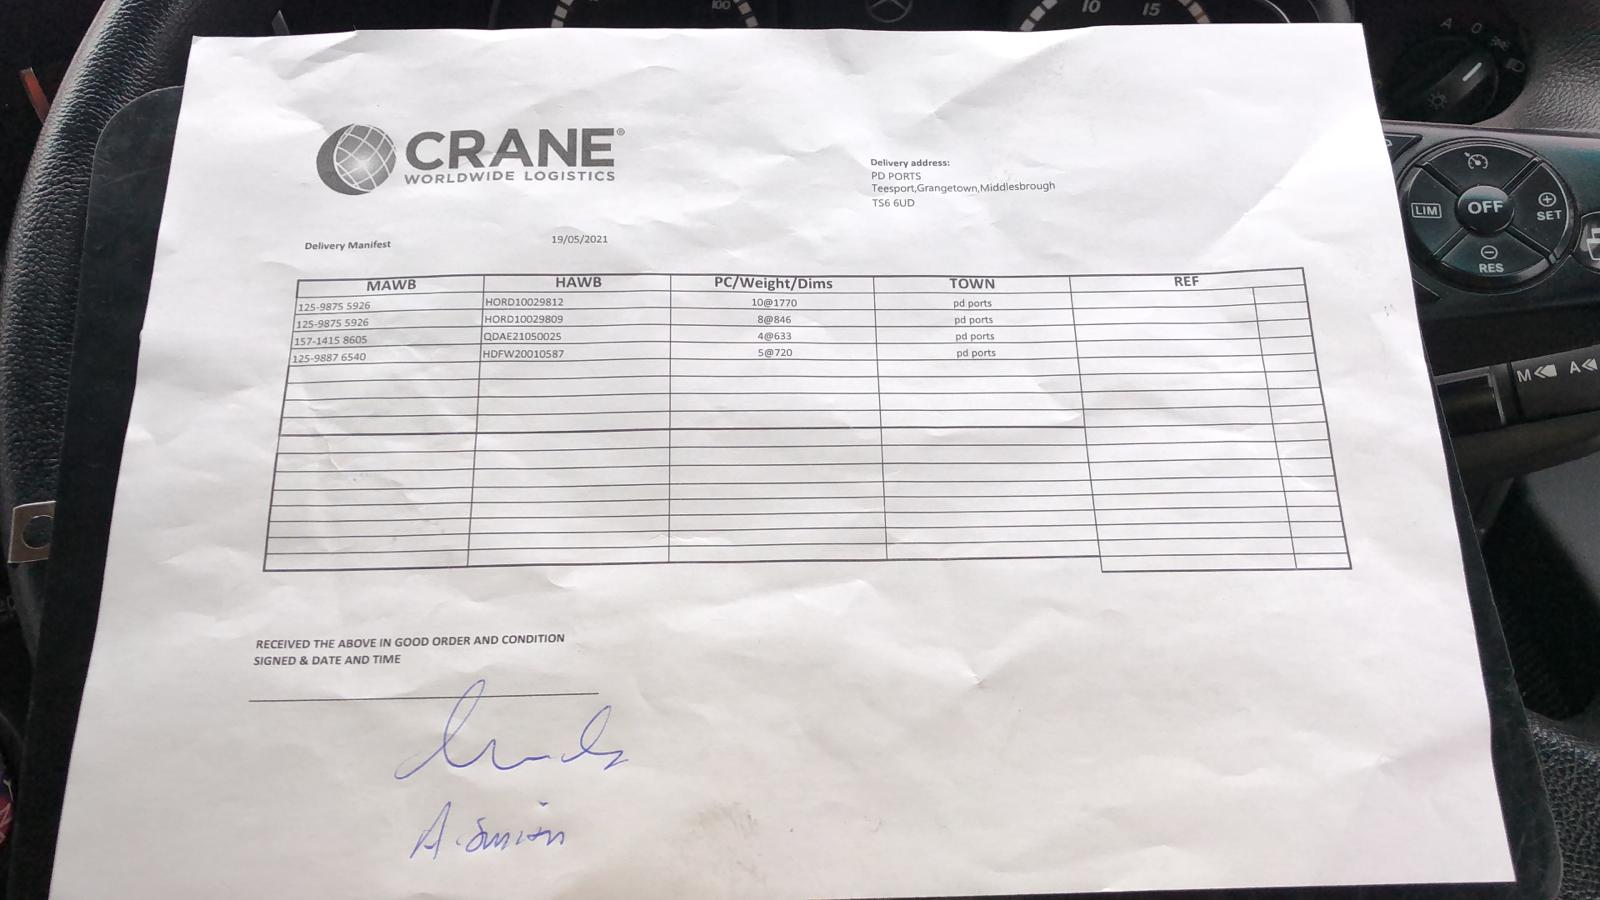 100
10
15
A
0
CRANE®
WORLDWIDE LOGISTICS
Delivery address:
PD PORTS
Teesport,Grangetown,Middlesbrough
TS6 6UD
Delivery Manifest 19/05/2021
MAWB HAWB PC/Weight/Dims TOWN REF
125-9875 5926 HORD10029812 10@1770 pd ports
125-9875 5926 HORD10029809 8@846 pd ports
157-1415 8605 QDAE21050025 4@633 pd ports
125-9887 6540 HDFW20010587 5@720 pd ports
RECEIVED THE ABOVE IN GOOD ORDER AND CONDITION
SIGNED & DATE AND TIME
A.
LIM
OFF
SET
RES
M
A